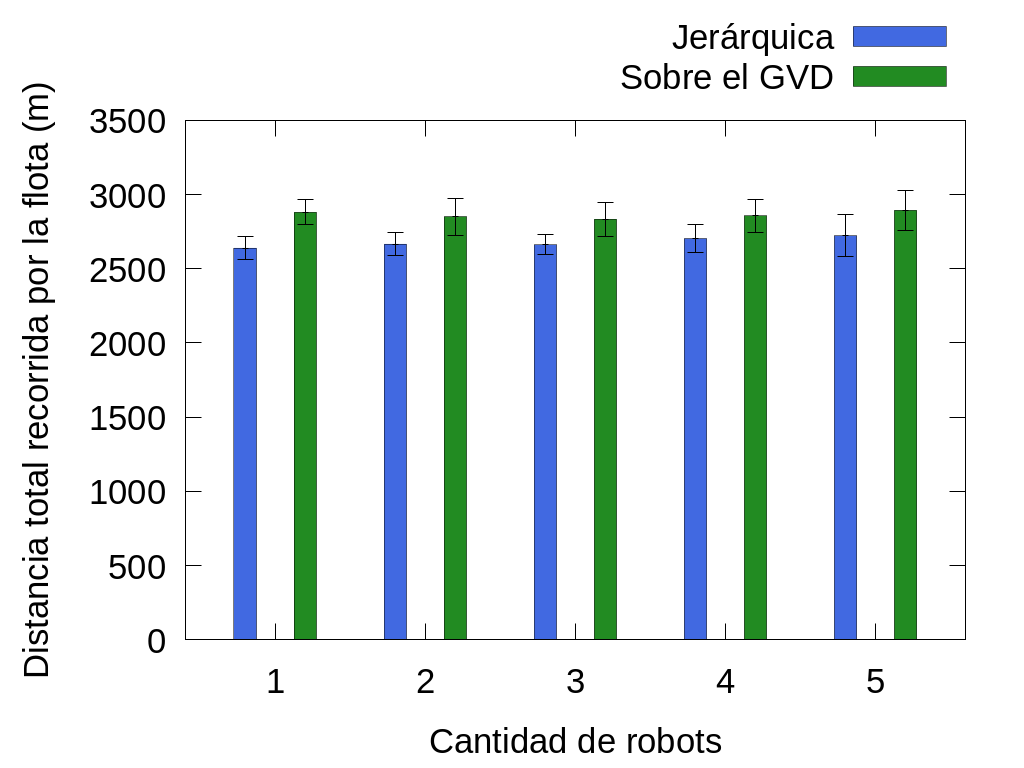 Jerárquica
Sobre el GVD
Distancia total recorrida por la flota (m)
3500
3000
2500
2000
1500
1000
500
0
1 2 3 4 5
Cantidad de robots